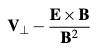 V⊥ − E × B / B²